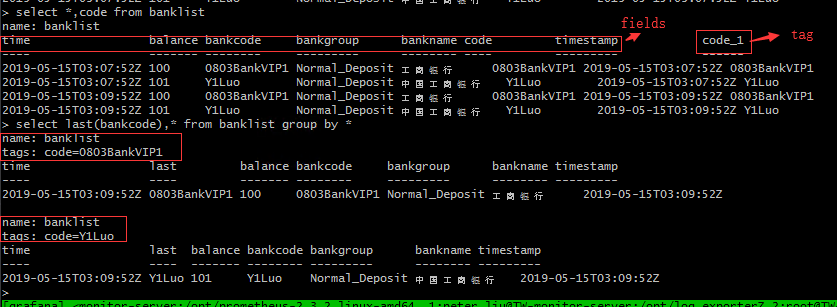 > select *,code from banklist
name: banklist
fields
time balance bankcode bankgroup bankname code timestamp code_1
tag
---- ------- -------- --------- -------- ---- --------- ------
2019-05-15T03:07:52Z 100 0803BankVIP1 Normal_Deposit 工商银行 0803BankVIP1 2019-05-15T03:07:52Z 0803BankVIP1
2019-05-15T03:07:52Z 101 Y1Luo Normal_Deposit 中国工商银行 Y1Luo 2019-05-15T03:07:52Z Y1Luo
2019-05-15T03:09:52Z 100 0803BankVIP1 Normal_Deposit 工商银行 0803BankVIP1 2019-05-15T03:09:52Z 0803BankVIP1
2019-05-15T03:09:52Z 101 Y1Luo Normal_Deposit 中国工商银行 Y1Luo 2019-05-15T03:09:52Z Y1Luo
> select last(bankcode),* from banklist group by *
name: banklist
tags: code=0803BankVIP1
time last balance bankcode bankgroup bankname timestamp
---- ---- ------- -------- --------- -------- ---------
2019-05-15T03:09:52Z 0803BankVIP1 100 0803BankVIP1 Normal_Deposit 工商银行 2019-05-15T03:09:52Z
name: banklist
tags: code=Y1Luo
time last balance bankcode bankgroup bankname timestamp
---- ---- ------- -------- --------- -------- ---------
2019-05-15T03:09:52Z Y1Luo 101 Y1Luo Normal_Deposit 中国工商银行 2019-05-15T03:09:52Z
>